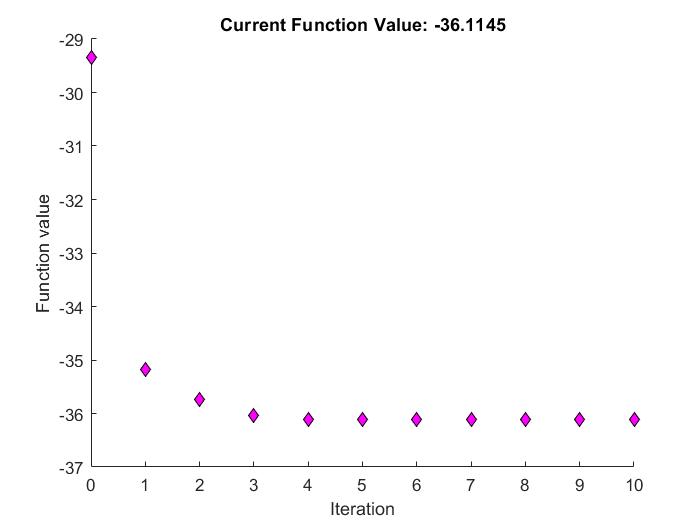 Current Function Value: -36.1145
-29
-30
-31
-32
-33
-34
-35
-36
-37
Function value
0 1 2 3 4 5 6 7 8 9 10
Iteration